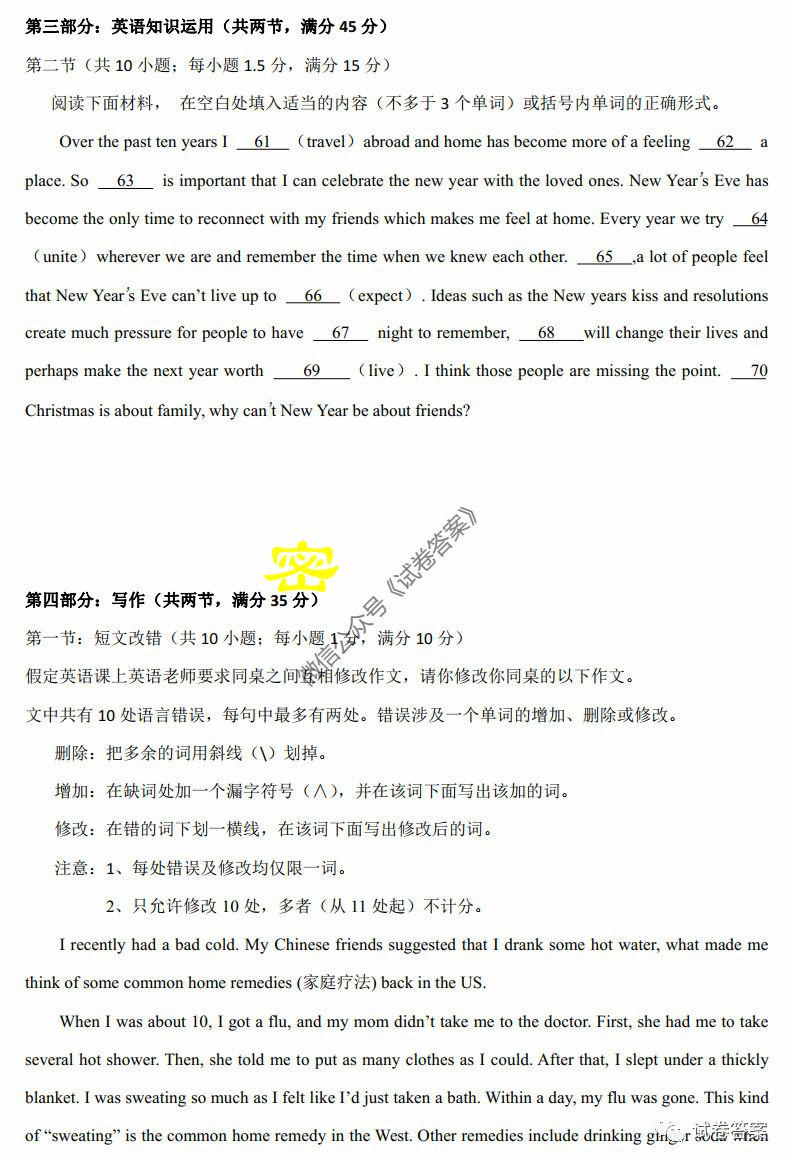 第三部分：英语知识运用（共两节，满分 45 分）
第二节（共 10 小题；每小题 1.5 分，满分 15 分）
阅读下面材料， 在空白处填入适当的内容（不多于 3 个单词）或括号内单词的正确形式。
Over the past ten years I 61 （travel）abroad and home has become more of a feeling 62 a
place. So 63 is important that I can celebrate the new year with the loved ones. New Year’s Eve has
become the only time to reconnect with my friends which makes me feel at home. Every year we try 64
（unite）wherever we are and remember the time when we knew each other. 65 ,a lot of people feel
that New Year’s Eve can’t live up to 66 （expect）. Ideas such as the New years kiss and resolutions
create much pressure for people to have 67 night to remember, 68 will change their lives and
perhaps make the next year worth 69 （live）. I think those people are missing the point. 70
Christmas is about family, why can’t New Year be about friends?
密
微信公众号《试卷答案》
第四部分：写作（共两节，满分 35 分）
第一节：短文改错（共 10 小题；每小题 1 分，满分 10 分）
假定英语课上英语老师要求同桌之间互相修改作文，请你修改你同桌的以下作文。
文中共有 10 处语言错误，每句中最多有两处。错误涉及一个单词的增加、删除或修改。
删除：把多余的词用斜线（\）划掉。
增加：在缺词处加一个漏字符号（∧），并在该词下面写出该加的词。
修改：在错的词下划一横线，在该词下面写出修改后的词。
注意：1、每处错误及修改均仅限一词。
2、只允许修改 10 处，多者（从 11 处起）不计分。
I recently had a bad cold. My Chinese friends suggested that I drank some hot water, what made me
think of some common home remedies (家庭疗法) back in the US.
When I was about 10, I got a flu, and my mom didn’t take me to the doctor. First, she had me to take
several hot shower. Then, she told me to put as many clothes as I could. After that, I slept under a thickly
blanket. I was sweating so much as I felt like I’d just taken a bath. Within a day, my flu was gone. This kind
of “sweating” is the common home remedy in the West. Other remedies include drinking ginger soda when
试卷答案